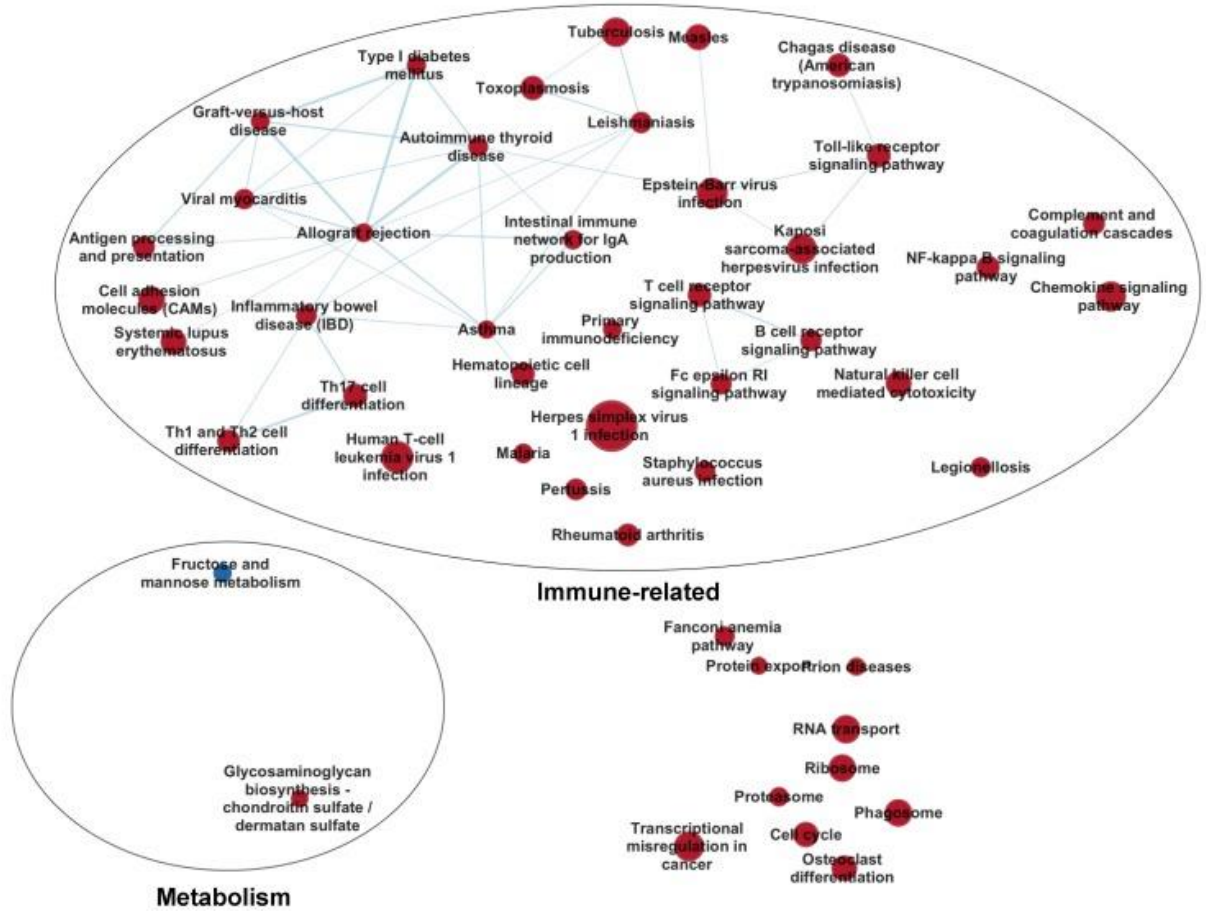 Tuberculosis
Measles
Chagas disease
(American
trypanosomiasis)
Type I diabetes
mellitus
Toxoplasmosis
Graft-versus-host
disease
Leishmaniasis
Autoimmune thyroid
disease
Toll-like receptor
signaling pathway
Viral myocarditis
Epstein-Barr virus
infection
Antigen processing
and presentation
Allograft rejection
Intestinal immune
network for IgA
production
Kaposi
sarcoma-associated
herpesvirus infection
Complement and
coagulation cascades
NF-kappa B signaling
pathway
Chemokine signaling
pathway
Cell adhesion
molecules (CAMs)
Inflammatory bowel
disease (IBD)
T cell receptor
signaling pathway
Systemic lupus
erythematosus
Asthma
Primary
immunodeficiency
B cell receptor
signaling pathway
Hematopoietic cell
lineage
Fc epsilon RI
signaling pathway
Natural killer cell
mediated cytotoxicity
Th17 cell
differentiation
Herpes simplex virus
1 infection
Th1 and Th2 cell
differentiation
Human T-cell
leukemia virus 1
infection
Malaria
Staphylococcus
aureus infection
Legionellosis
Pertussis
Rheumatoid arthritis
Immune-related
Fructose and
mannose metabolism
Glycosaminoglycan
biosynthesis -
chondroitin sulfate /
dermatan sulfate
Metabolism
Fanconi anemia
pathway
Protein export
Prion diseases
RNA transport
Ribosome
Proteasome
Phagosome
Transcriptional
misregulation in
cancer
Cell cycle
Osteoclast
differentiation